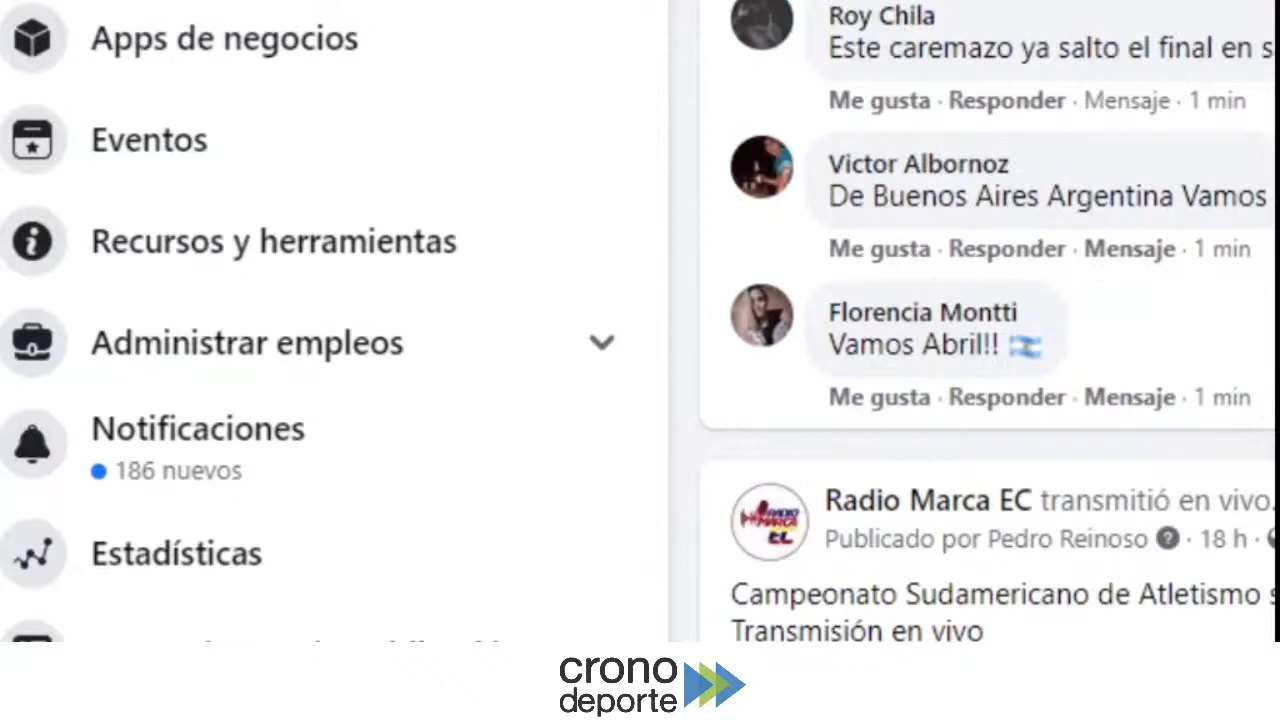 Apps de negocios
Eventos
Recursos y herramientas
Administrar empleos
Notificaciones
186 nuevos
Estadísticas
Roy Chila
Este caremazo ya salto el final en s
Me gusta · Responder · Mensaje · 1 min
Victor Albornoz
De Buenos Aires Argentina Vamos
Me gusta · Responder · Mensaje · 1 min
Florencia Montti
Vamos Abril!! 🇦🇷
Me gusta · Responder · Mensaje · 1 min
RADIO MARCA EC
Radio Marca EC transmitió en vivo.
Publicado por Pedro Reinoso · 18 h ·
Campeonato Sudamericano de Atletismo s
Transmisión en vivo
crono
deporte